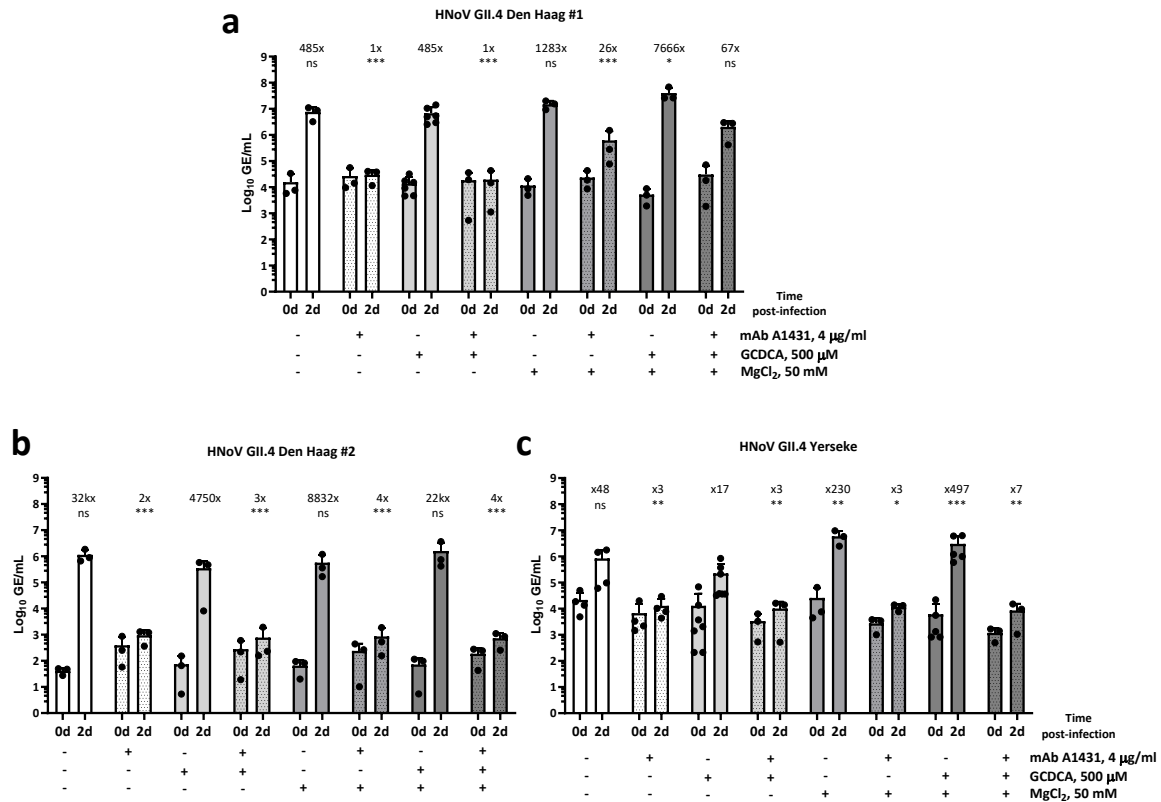 a
HNoV GII.4 Den Haag #1
485x 1x 485x 1x 1283x 26x 7666x 67x
ns *** *** ns *** * ns
Log10 GE/mL
9
8
7
6
5
4
3
2
1
0
0d 2d 0d 2d 0d 2d 0d 2d 0d 2d 0d 2d 0d 2d 0d 2d
Time
post-infection
- + - + - + - + mAb A1431, 4 µg/ml
- - + + - - + + GCDCA, 500 µM
- - - - + + + + MgCl₂, 50 mM
b
HNoV GII.4 Den Haag #2
32kx 2x 4750x 3x 8832x 4x 22kx 4x
ns *** *** ns *** ns ***
Log10 GE/mL
9
8
7
6
5
4
3
2
1
0
0d 2d 0d 2d 0d 2d 0d 2d 0d 2d 0d 2d 0d 2d 0d 2d
- + - + - + - +
- - + + - - + +
- - - - + + + +
c
HNoV GII.4 Yerseke
x48 x3 x17 x3 x230 x3 x497 x7
ns ** ** ** * *** **
Log10 GE/mL
9
8
7
6
5
4
3
2
1
0
0d 2d 0d 2d 0d 2d 0d 2d 0d 2d 0d 2d 0d 2d 0d 2d
Time
post-infection
- + - + - + - + mAb A1431, 4 µg/ml
- - + + - - + + GCDCA, 500 µM
- - - - + + + + MgCl₂, 50 mM